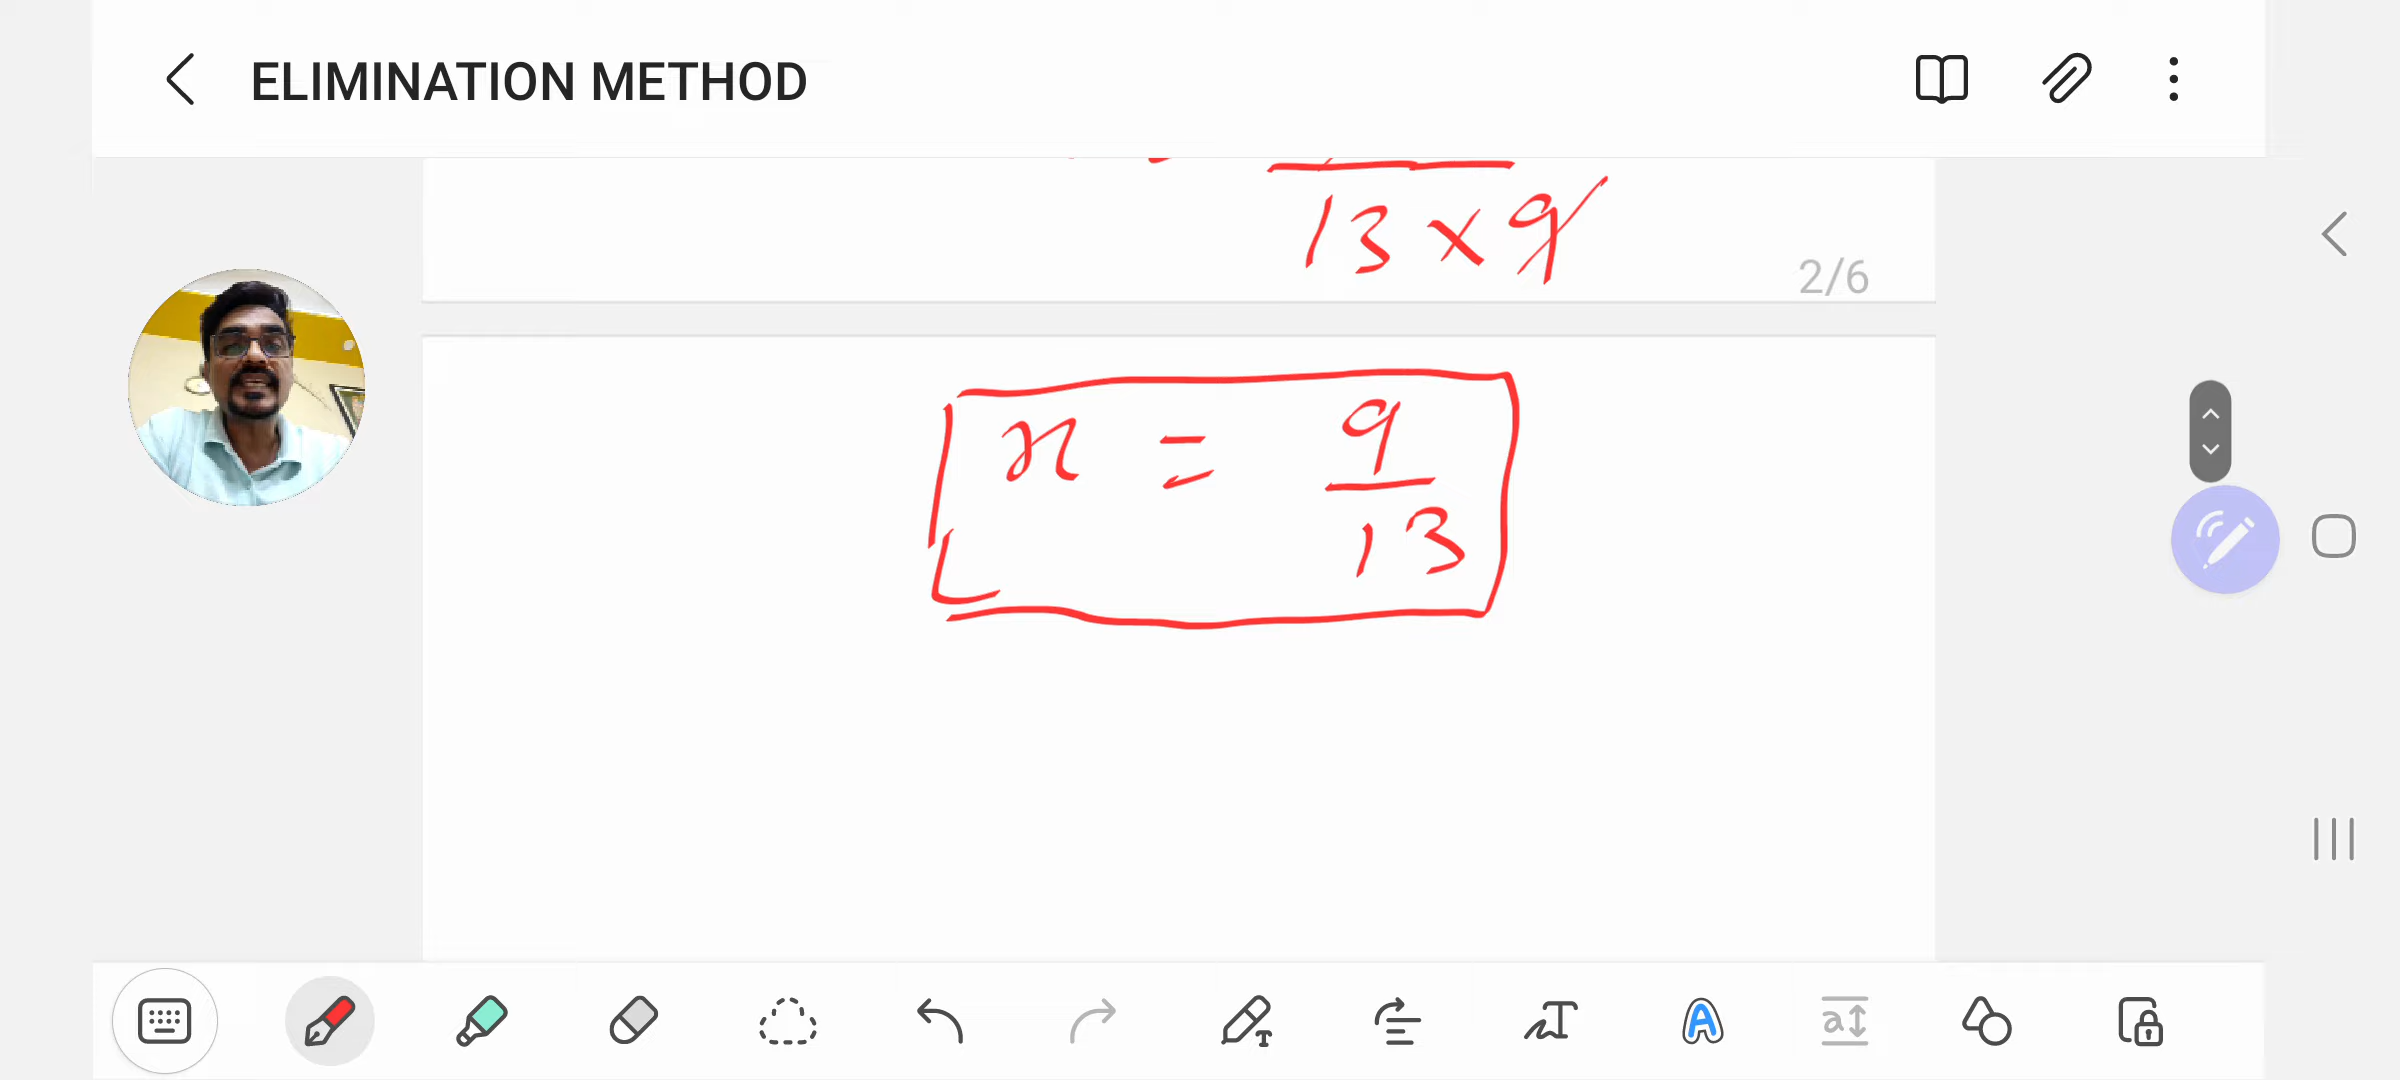 ELIMINATION METHOD
13 × 9
2/6
x = 9/13